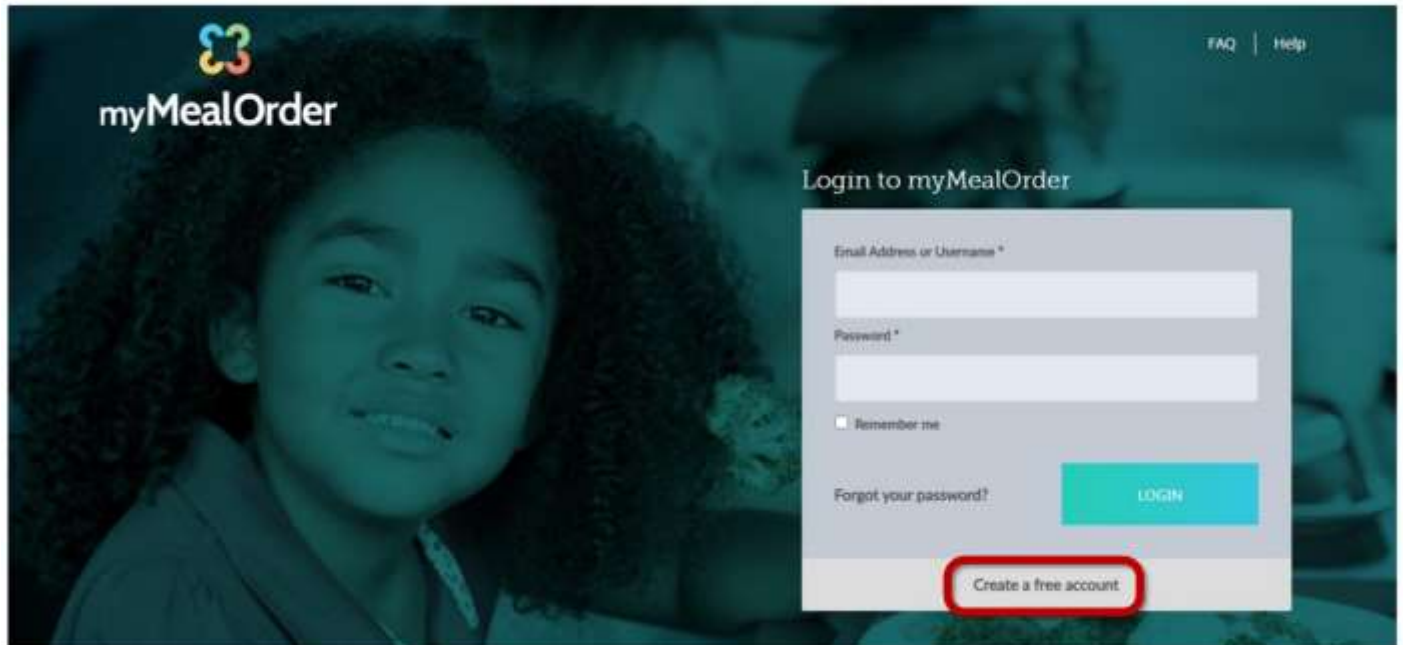 myMealOrder
FAQ | Help
Login to myMealOrder
Email Address or Username *
Password *
Remember me
Forgot your password?
LOGIN
Create a free account